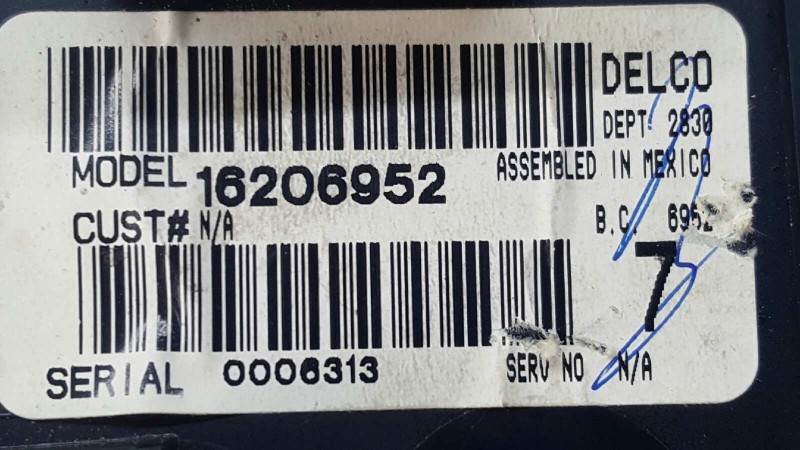 DELCO
DEPT 2830
MODEL 16206952
ASSEMBLED IN MEXICO
CUST# N/A
B.C. 6952
7
SERIAL 0006313
SERV NO N/A